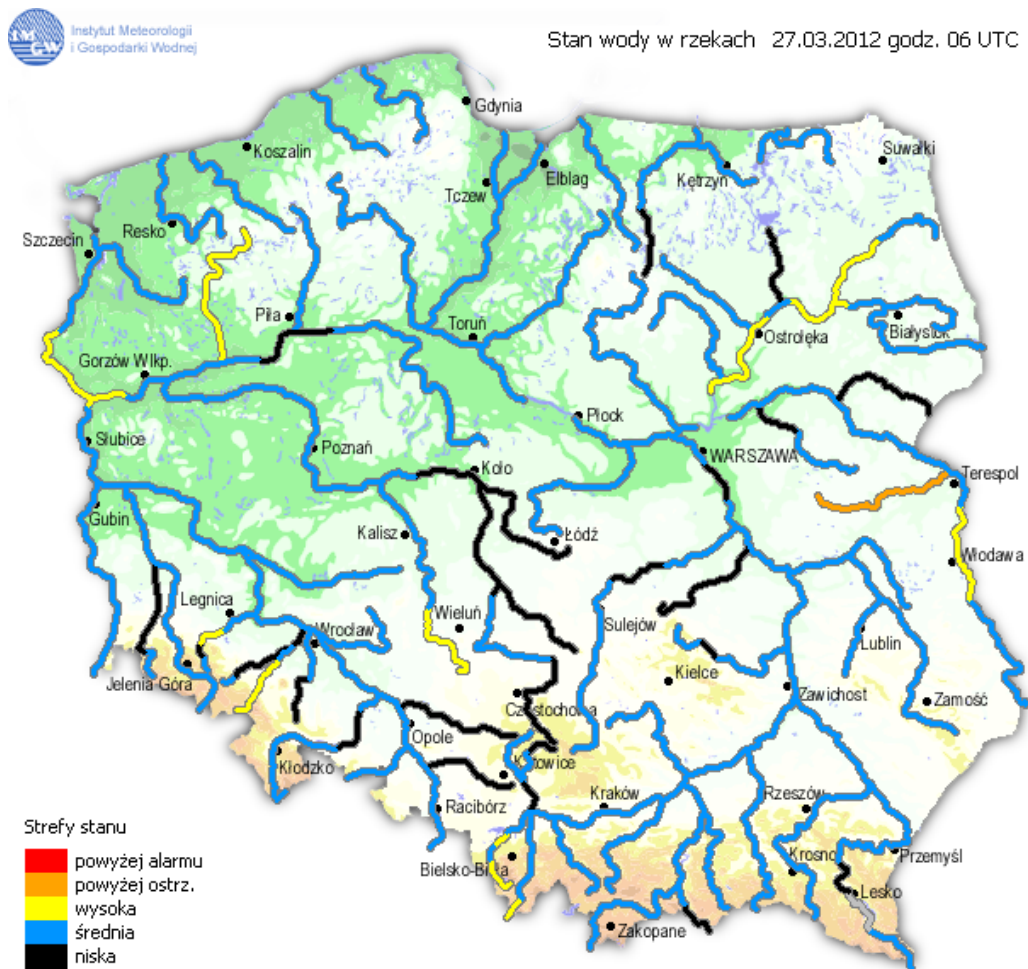 IMGW
Instytut Meteorologii
i Gospodarki Wodnej
Stan wody w rzekach 27.03.2012 godz. 06 UTC
Gdynia
Koszalin
Suwałki
Elbląg
Kętrzyn
Tczew
Resko
Szczecin
Piła
Toruń
Ostrołęka
Białystok
Gorzów Wlkp.
Płock
Słubice
Poznań
WARSZAWA
Koło
Terespol
Gubin
Kalisz
Łódź
Włodawa
Legnica
Wieluń
Sulejów
Wrocław
Lublin
Kielce
Jelenia Góra
Zawichost
Zamość
Częstochowa
Opole
Kłodzko
Katowice
Racibórz
Kraków
Rzeszów
Bielsko-Biała
Krosno
Przemyśl
Lesko
Zakopane
Strefy stanu
powyżej alarmu
powyżej ostrz.
wysoka
średnia
niska